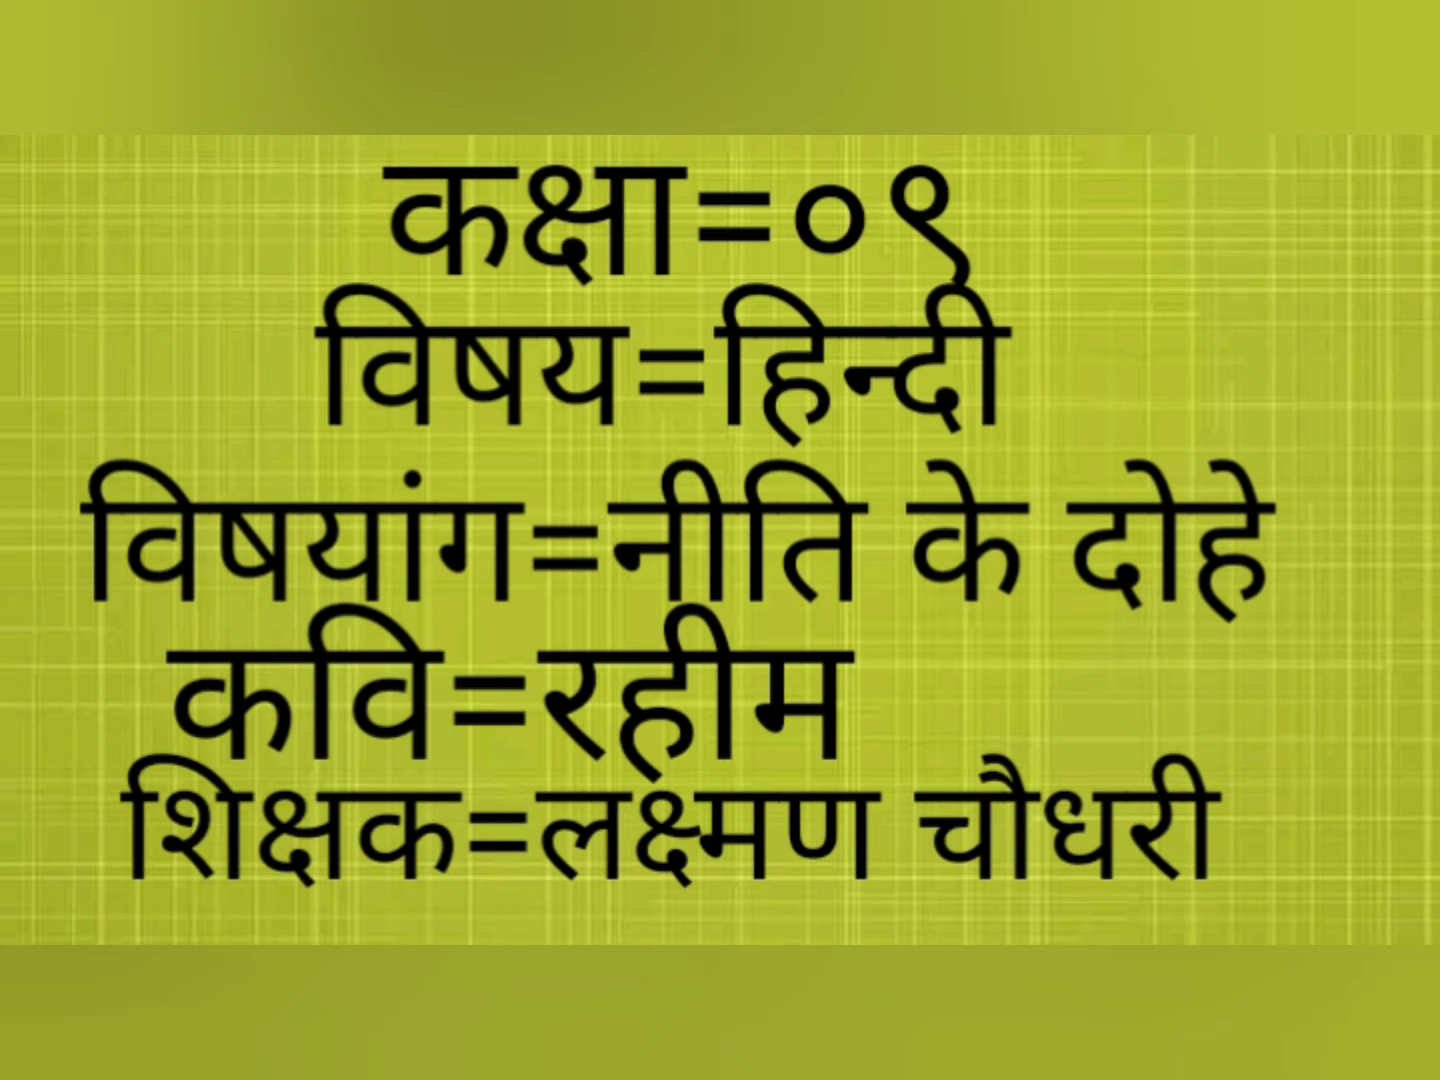 कक्षा=०९
विषय=हिन्दी
विषयांग=नीति के दोहे
कवि=रहीम
शिक्षक=लक्ष्मण चौधरी